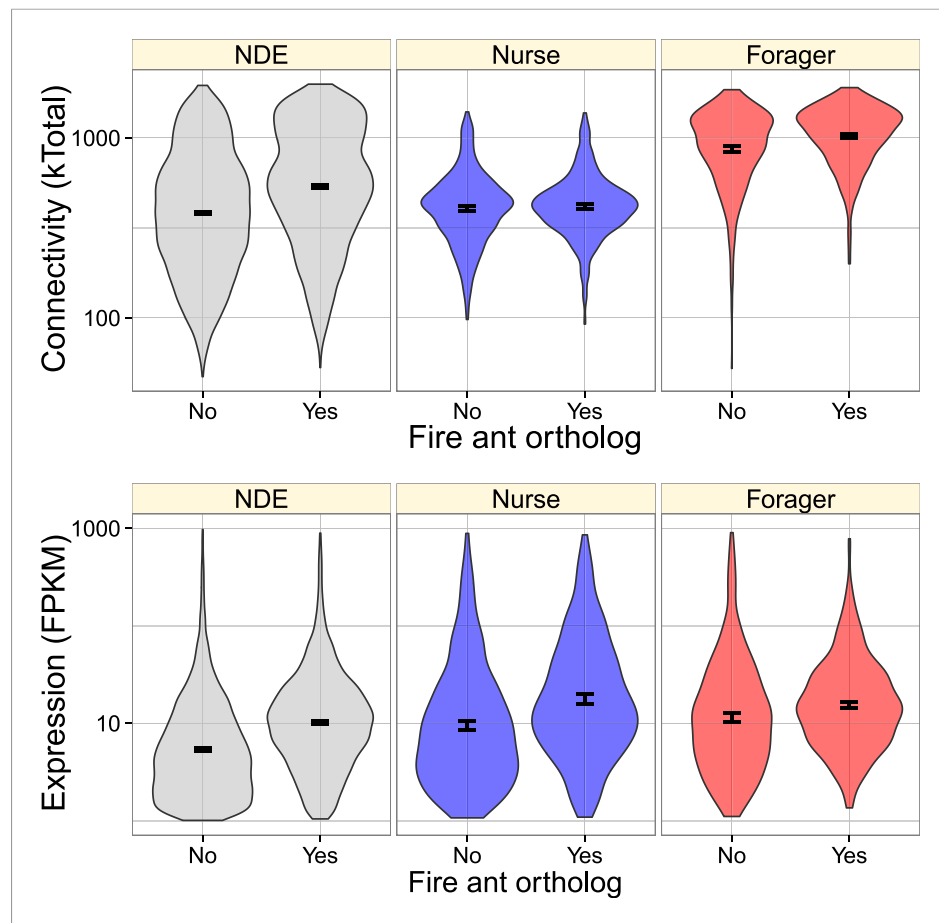 NDE Nurse Forager
Connectivity (kTotal)
1000
100
No Yes No Yes No Yes
Fire ant ortholog
NDE Nurse Forager
Expression (FPKM)
1000
10
No Yes No Yes No Yes
Fire ant ortholog